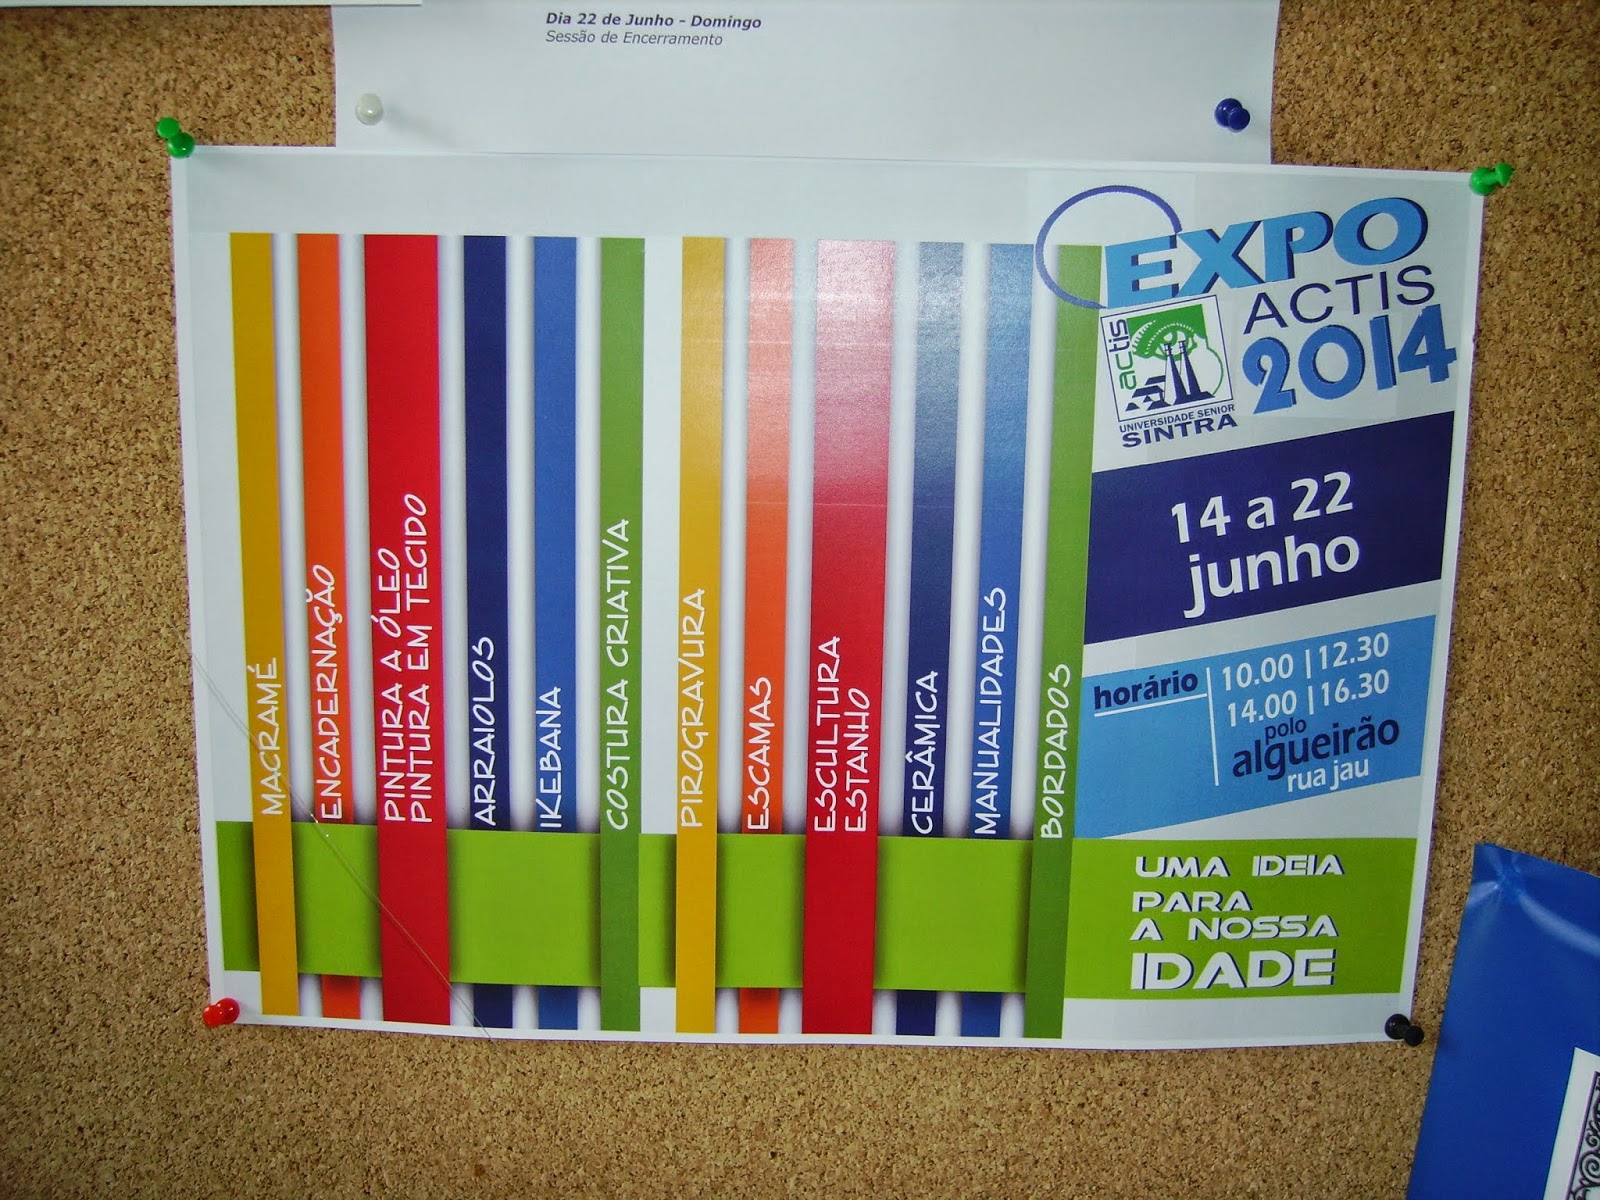 Dia 22 de Junho - Domingo
Sessão de Encerramento
MACRAMÉ
ENCADERNAÇÃO
PINTURA A ÓLEO
PINTURA EM TECIDO
ARRAIOLOS
IKEBANA
COSTURA CRIATIVA
PIROGRAVURA
ESCAMAS
ESCULTURA
ESTANHO
CERÂMICA
MANUALIDADES
BORDADOS
EXPO
ACTIS
2014
actis
UNIVERSIDADE SENIOR
SINTRA
14 a 22
junho
horário
10.00 | 12.30
14.00 | 16.30
polo
algueirão
rua jau
UMA IDEIA
PARA
A NOSSA
IDADE